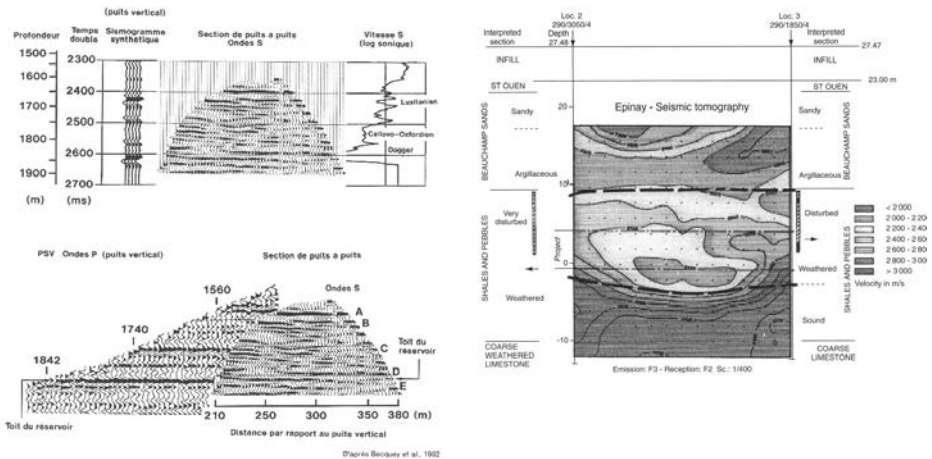 (puits vertical)
Profondeur
Temps double
Sismogramme synthétique
Section de puits a puits
Ondes S
Vitesse S
(log sonique)
1500
1600
1700
1800
1900
(m)
2300
2400
2500
2600
2700
(ms)
Lusitanian
Callovo-Oxfordien
Dogger
PSV Ondes P (puits vertical)
Section de puits a puits
Ondes S
1560
1740
1842
A
B
C
D
E
Toit du réservoir
Toit du réservoir
210 250 300 350 380 (m)
Distance par rapport au puits vertical
D'après Becquey et al., 1992
Loc. 2
290/3050/4
Loc. 3
290/1850/4
Interpreted section
Depth
27.48
Interpreted section
27.47
INFILL
INFILL
23.00 m
ST OUEN
ST OUEN
20
Epinay - Seismic tomography
Sandy
Sandy
BEAUCHAMP SANDS
BEAUCHAMP SANDS
Argillaceous
Argillaceous
10
Very disturbed
Disturbed
SHALES AND PEBBLES
SHALES AND PEBBLES
Project
0
Weathered
Weathered
Sound
-10
COARSE WEATHERED LIMESTONE
COARSE LIMESTONE
< 2'000
2 000 - 2 200
2 200 - 2 400
2 400 - 2 600
2 600 - 2 800
2 800 - 3 000
> 3 000
Velocity in m/s
Emission: F3 - Reception: F2 Sc.: 1/400